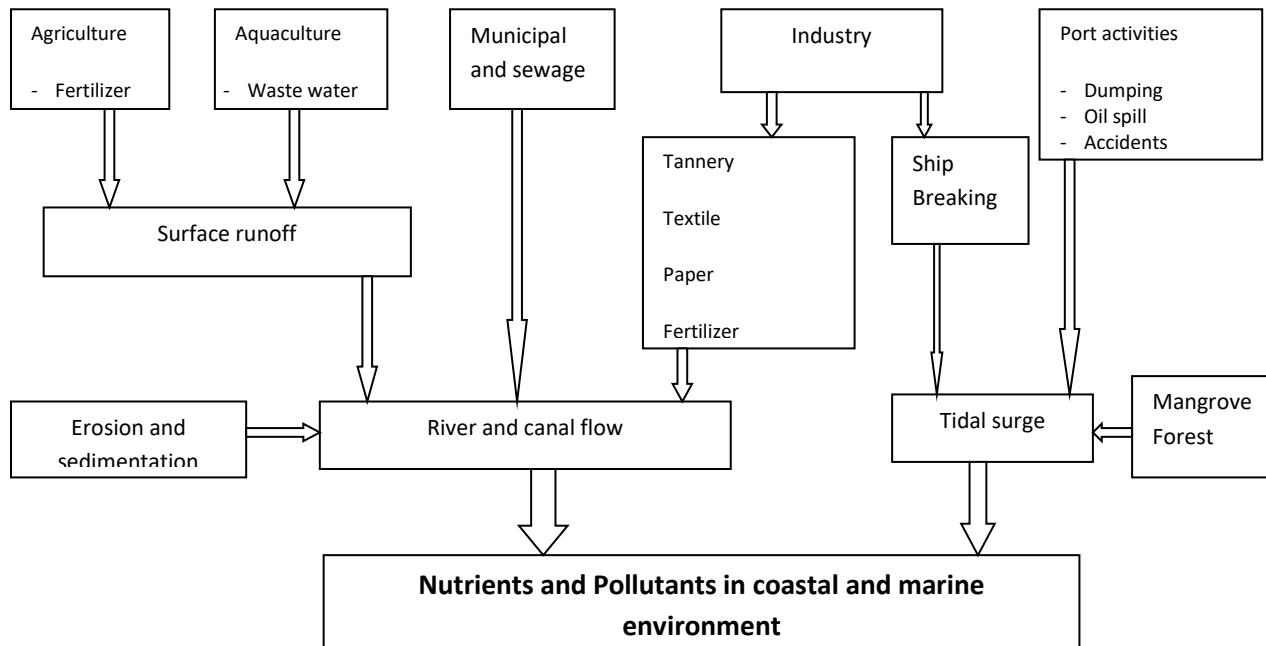 Agriculture
- Fertilizer
Aquaculture
- Waste water
Municipal
and sewage
Industry
Port activities
- Dumping
- Oil spill
- Accidents
Tannery
Textile
Paper
Fertilizer
Ship
Breaking
Surface runoff
Erosion and
sedimentation
River and canal flow
Tidal surge
Mangrove
Forest
Nutrients and Pollutants in coastal and marine
environment